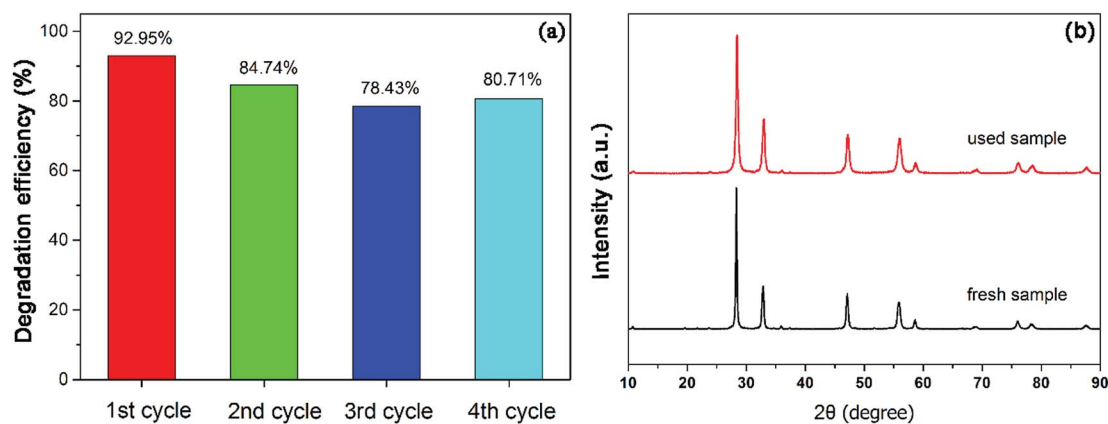 (a)
Degradation efficiency (%)
100
80
60
40
20
0
92.95%
84.74%
78.43%
80.71%
1st cycle 2nd cycle 3rd cycle 4th cycle
(b)
Intensity (a.u.)
used sample
fresh sample
10 20 30 40 50 60 70 80 90
2θ (degree)